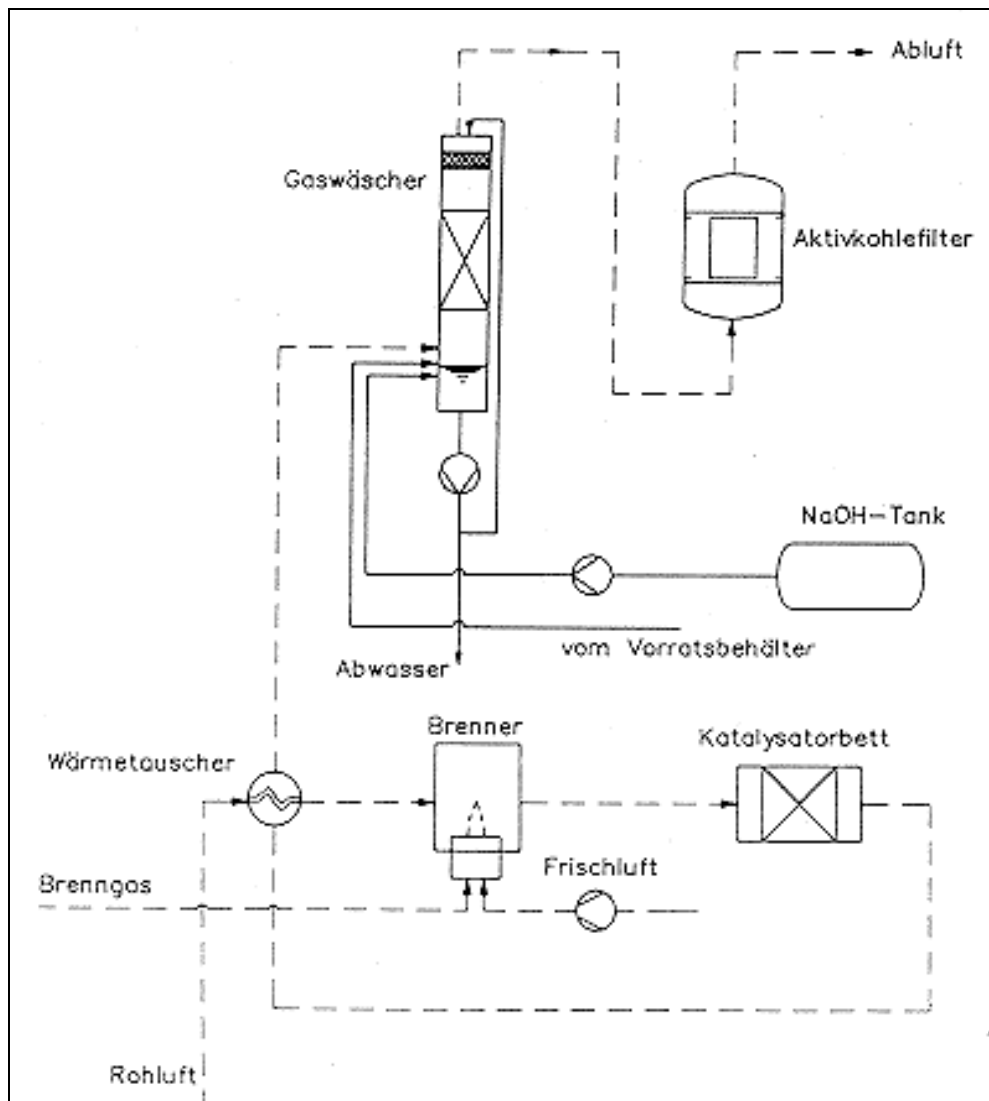 Abluft
Gaswäscher
Aktivkohlefilter
NaOH-Tank
vom Vorratsbehälter
Abwasser
Brenner
Katalysatorbett
Wärmetauscher
Frischluft
Brenngas
Rohluft